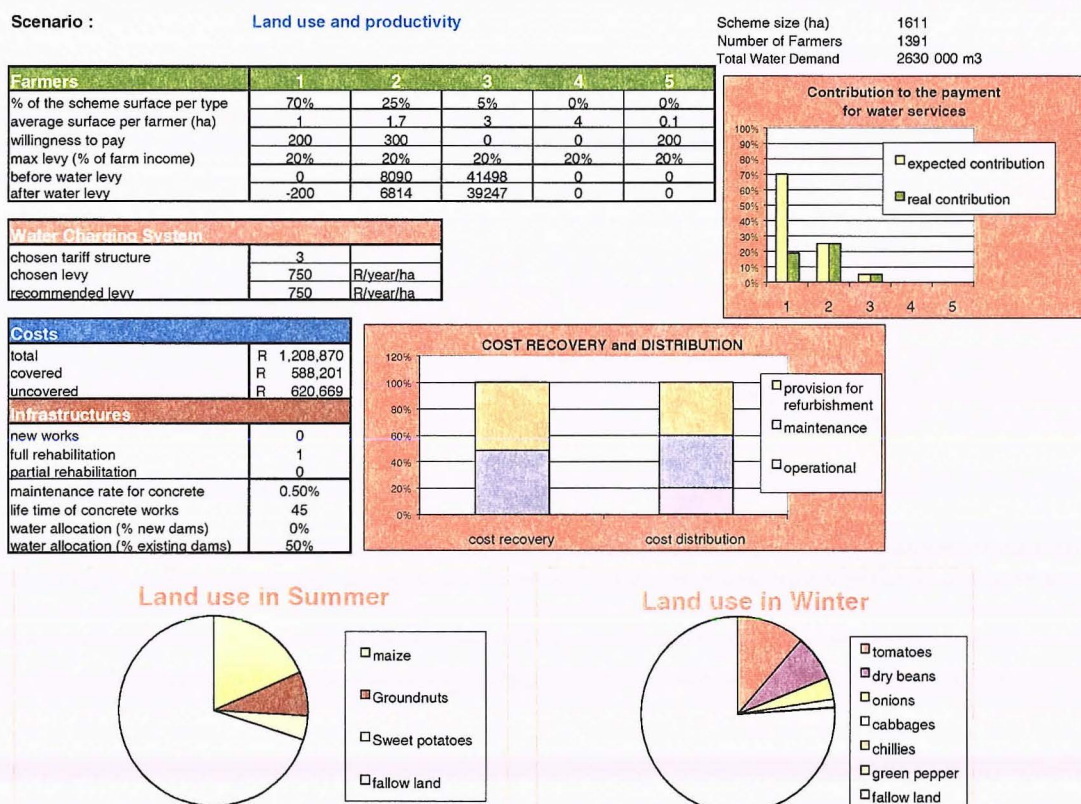 Scenario : Land use and productivity
Scheme size (ha) 1611
Number of Farmers 1391
Total Water Demand 2630 000 m3
Farmers 1 2 3 4 5
% of the scheme surface per type 70% 25% 5% 0% 0%
average surface per farmer (ha) 1 1.7 3 4 0.1
willingness to pay 200 300 0 0 200
max levy (% of farm income) 20% 20% 20% 20% 20%
before water levy 0 8090 41498 0 0
after water levy -200 6814 39247 0 0
Contribution to the payment
for water services
100%
90%
80%
70%
60%
50%
40%
30%
20%
10%
0%
1 2 3 4 5
expected contribution
real contribution
Water Charging System
chosen tariff structure 3
chosen levy 750 R/year/ha
recommended levy 750 R/year/ha
Costs
total R 1,208,870
covered R 588,201
uncovered R 620,669
Infrastructures
new works 0
full rehabilitation 1
partial rehabilitation 0
maintenance rate for concrete 0.50%
life time of concrete works 45
water allocation (% new dams) 0%
water allocation (% existing dams) 50%
COST RECOVERY and DISTRIBUTION
120%
100%
80%
60%
40%
20%
0%
cost recovery cost distribution
provision for
refurbishment
maintenance
operational
Land use in Summer
maize
Groundnuts
Sweet potatoes
fallow land
Land use in Winter
tomatoes
dry beans
onions
cabbages
chillies
green pepper
fallow land